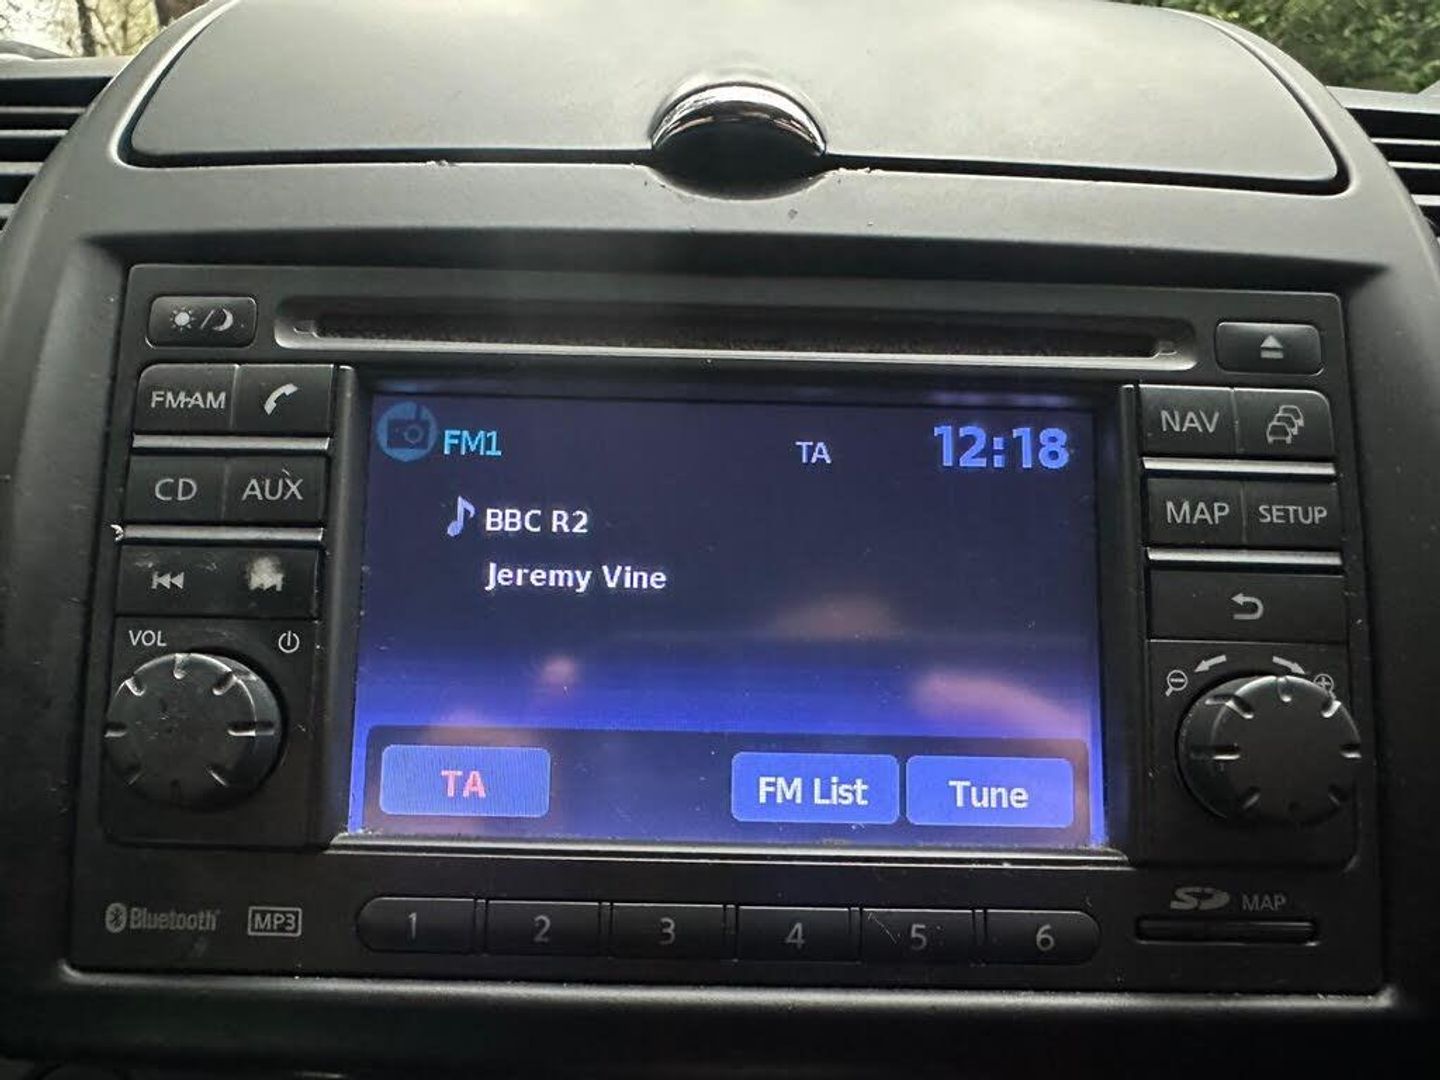 FM·AM
CD
AUX
VOL
Bluetooth
MP3
FM1
TA
12:18
BBC R2
Jeremy Vine
TA
FM List
Tune
1
2
3
4
5
6
NAV
MAP
SETUP
SD
MAP